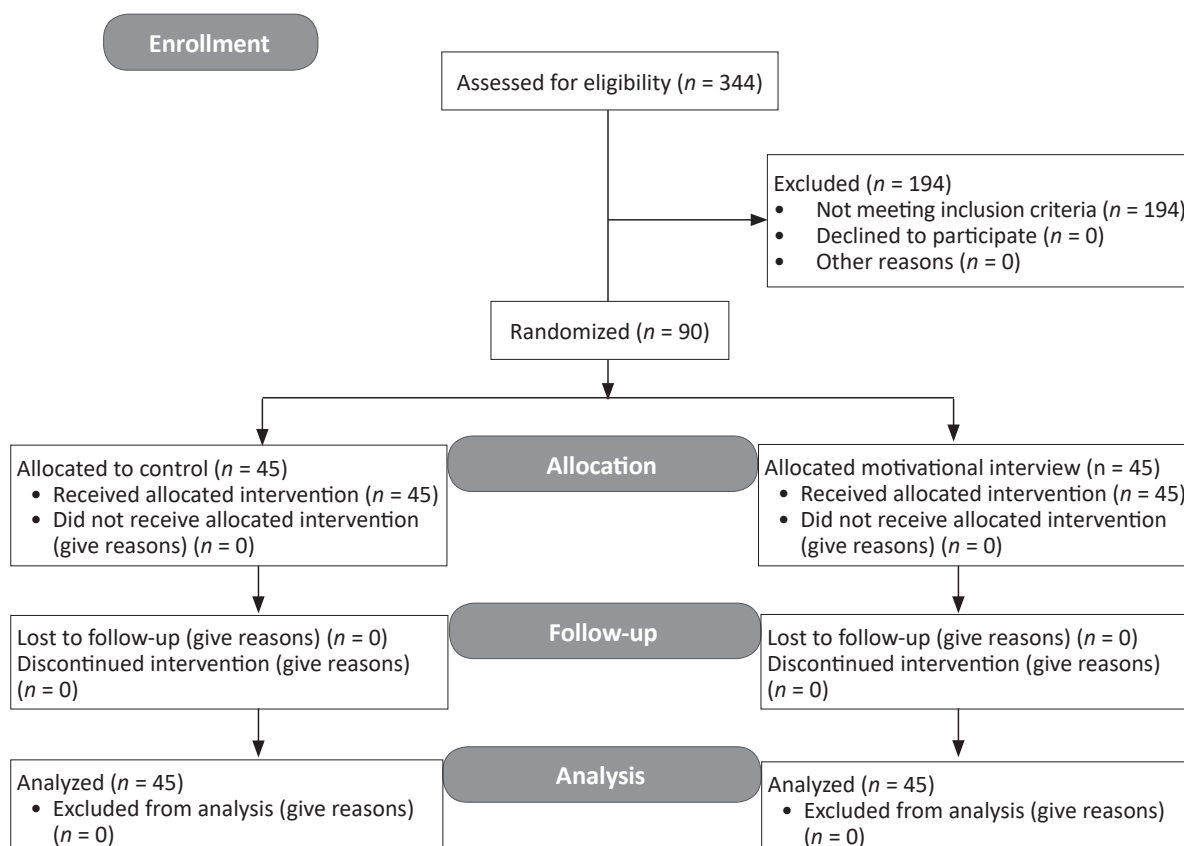 Enrollment
Assessed for eligibility (n = 344)
Excluded (n = 194)
• Not meeting inclusion criteria (n = 194)
• Declined to participate (n = 0)
• Other reasons (n = 0)
Randomized (n = 90)
Allocation
Allocated to control (n = 45)
• Received allocated intervention (n = 45)
• Did not receive allocated intervention
(give reasons) (n = 0)
Allocated motivational interview (n = 45)
• Received allocated intervention (n = 45)
• Did not receive allocated intervention
(give reasons) (n = 0)
Follow-up
Lost to follow-up (give reasons) (n = 0)
Discontinued intervention (give reasons)
(n = 0)
Lost to follow-up (give reasons) (n = 0)
Discontinued intervention (give reasons)
(n = 0)
Analysis
Analyzed (n = 45)
• Excluded from analysis (give reasons)
(n = 0)
Analyzed (n = 45)
• Excluded from analysis (give reasons)
(n = 0)